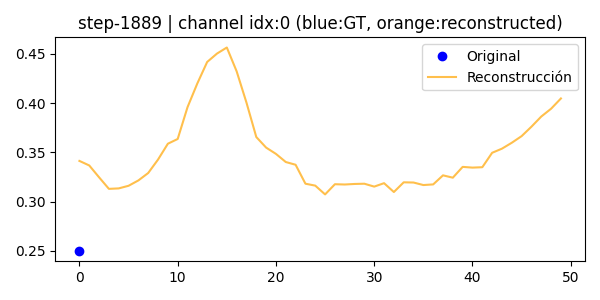 step-1889 | channel idx:0 (blue:GT, orange:reconstructed)
Original
Reconstrucción
0.45
0.40
0.35
0.30
0.25
0 10 20 30 40 50